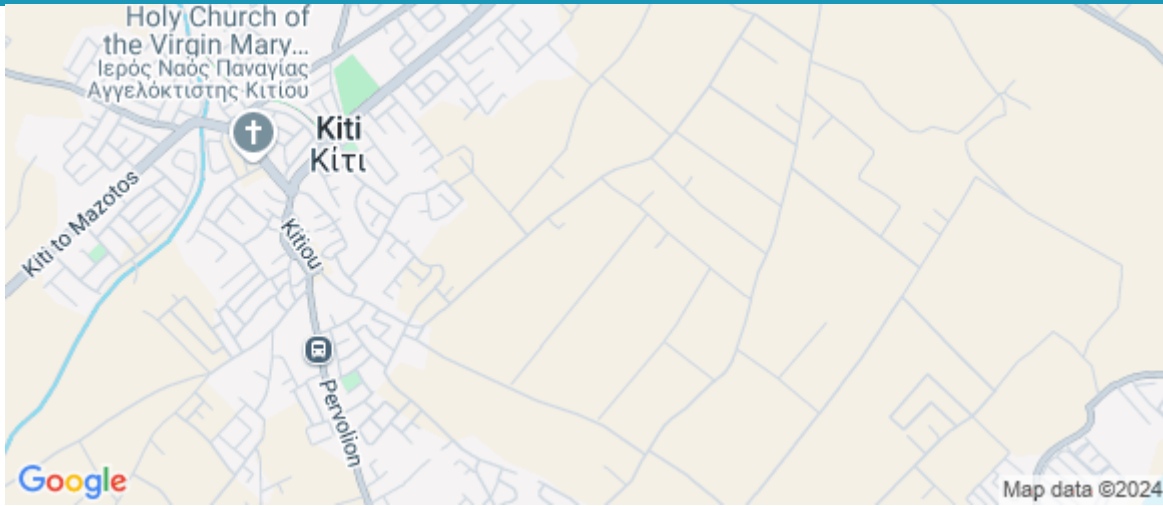 Holy Church of
the Virgin Mary...
Ιερός Ναός Παναγίας
Αγγελόκτιστης Κιτίου
Kiti
Κίτι
Kiti to Mazotos
Kitiou
Pervolion
Google
Map data ©2024